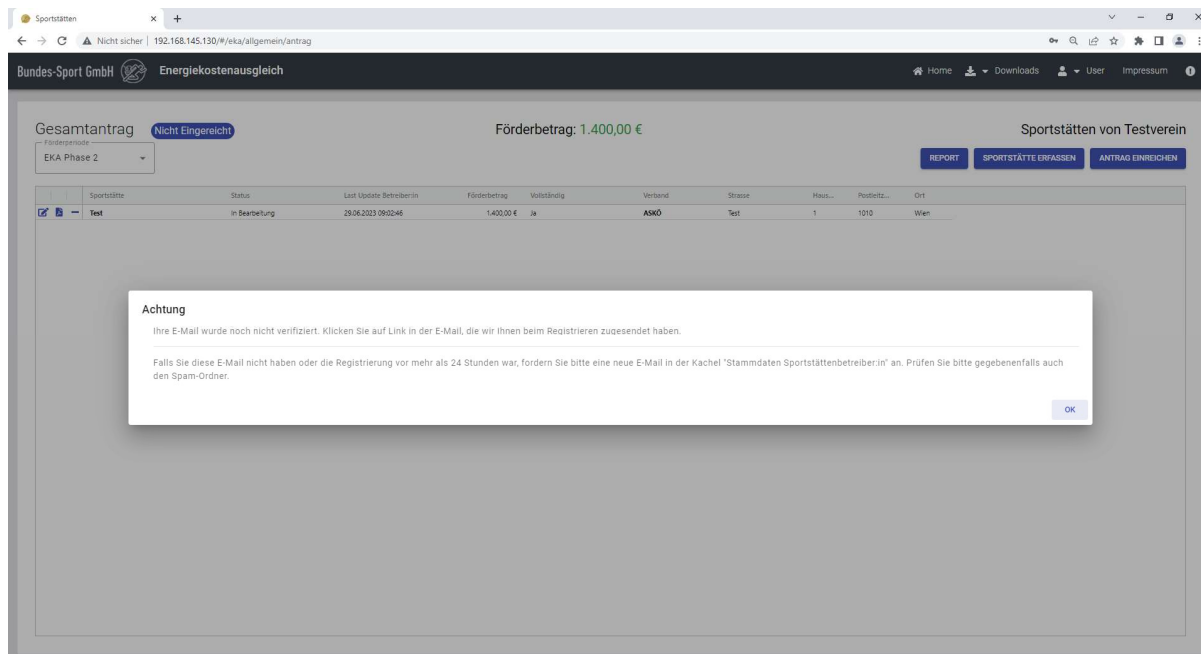 Sportstätten
Nicht sicher | 192.168.145.130/#/eka/allgemein/antrag
Bundes-Sport GmbH Energiekostenausgleich Home Downloads User Impressum
Gesamtantrag Nicht Eingereicht Förderbetrag: 1.400,00 € Sportstätten von Testverein
Förderperiode
EKA Phase 2 REPORT SPORTSTÄTTE ERFASSEN ANTRAG EINREICHEN
Sportstätte Status Last Update Betreiber:in Förderbetrag Vollständig Verband Strasse Haus... Postleitz... Ort
Test In Bearbeitung 29.06.2023 09:02:46 1.400,00 € Ja ASKÖ Test 1 1010 Wien
Achtung
Ihre E-Mail wurde noch nicht verifiziert. Klicken Sie auf Link in der E-Mail, die wir Ihnen beim Registrieren zugesendet haben.
Falls Sie diese E-Mail nicht haben oder die Registrierung vor mehr als 24 Stunden war, fordern Sie bitte eine neue E-Mail in der Kachel "Stammdaten Sportstättenbetreiber:in" an. Prüfen Sie bitte gegebenenfalls auch
den Spam-Ordner.
OK